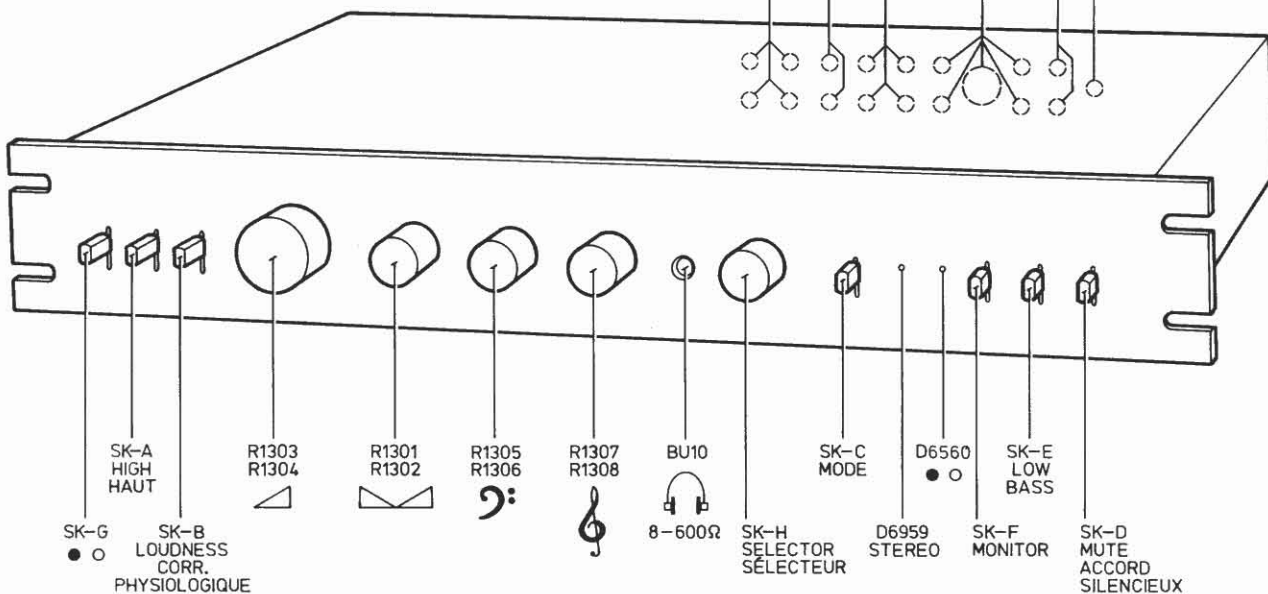 SK-G
SK-A
HIGH
HAUT
SK-B
LOUDNESS
CORR.
PHYSIOLOGIQUE
R1303
R1304
R1301
R1302
R1305
R1306
R1307
R1308
BU10
8-600Ω
SK-H
SELECTOR
SÉLECTEUR
SK-C
MODE
D6959
STEREO
D6560
SK-F
MONITOR
SK-E
LOW
BASS
SK-D
MUTE
ACCORD
SILENCIEUX